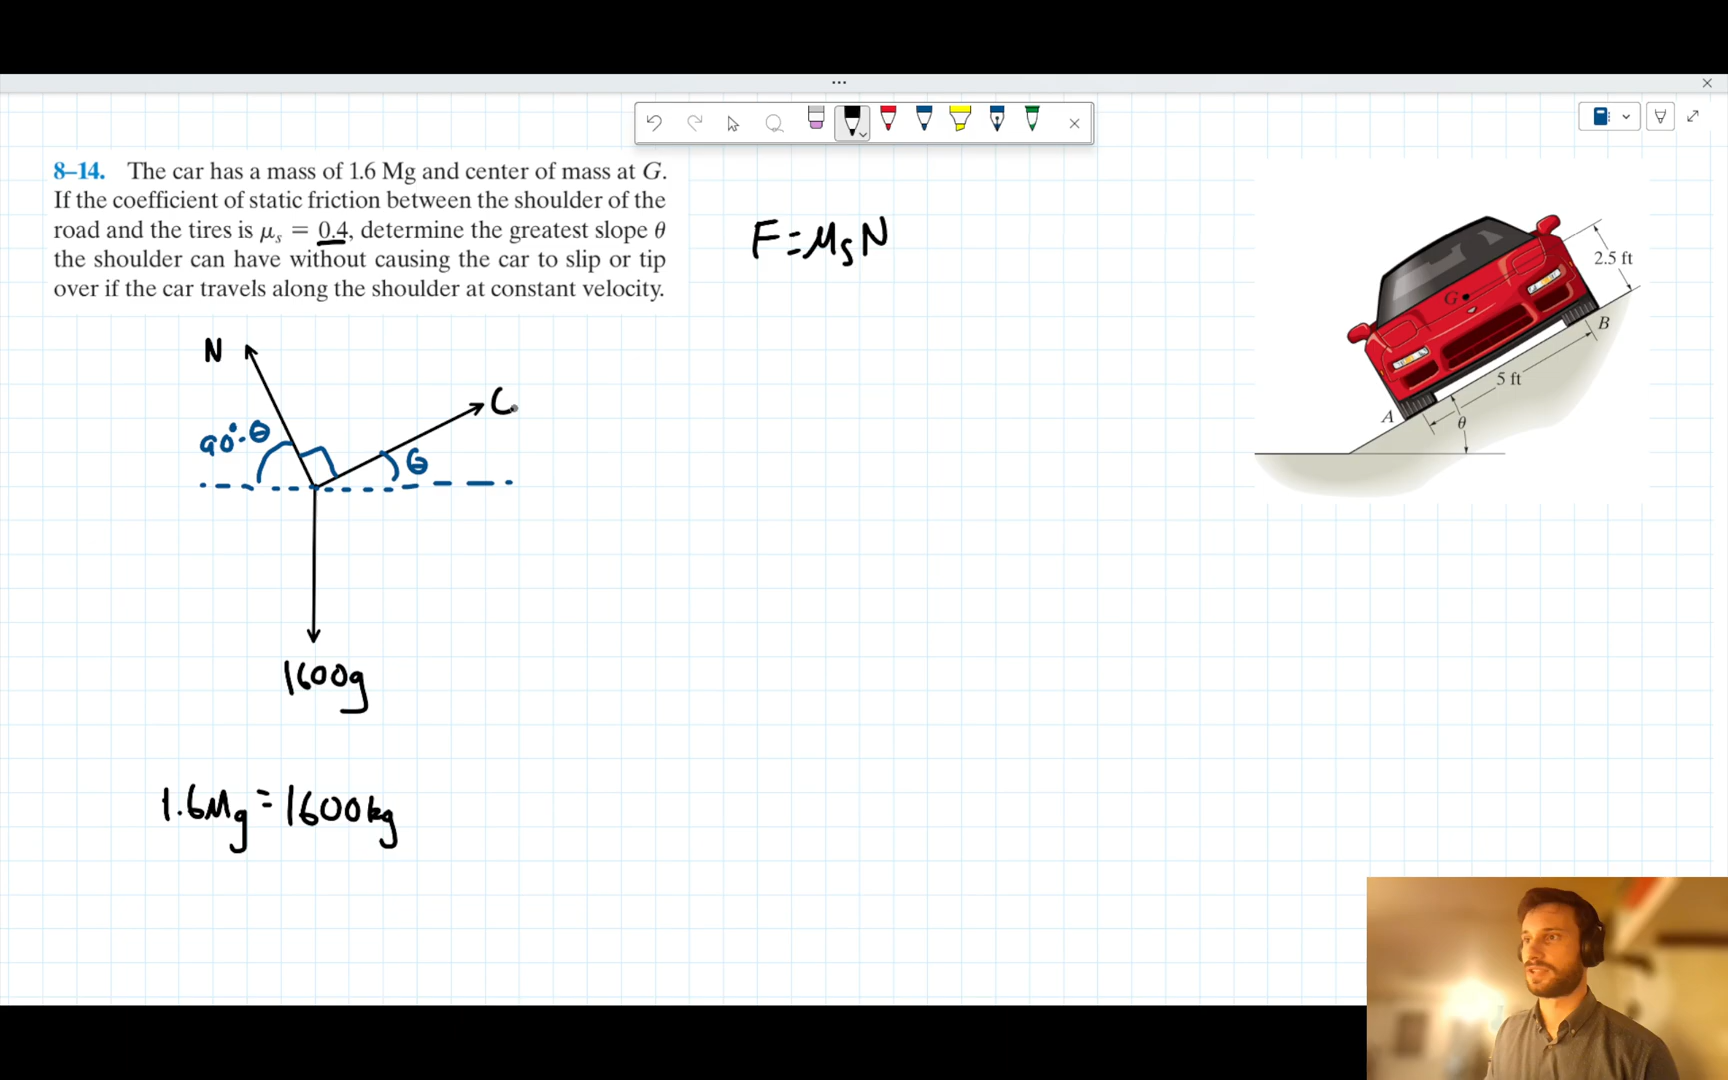 8–14. The car has a mass of 1.6 Mg and center of mass at G.
If the coefficient of static friction between the shoulder of the
road and the tires is μs = 0.4, determine the greatest slope θ
the shoulder can have without causing the car to slip or tip
over if the car travels along the shoulder at constant velocity.
F=μsN
2.5 ft
G
B
5 ft
A
θ
N
90°-θ
θ
1600g
1.6Mg=1600kg